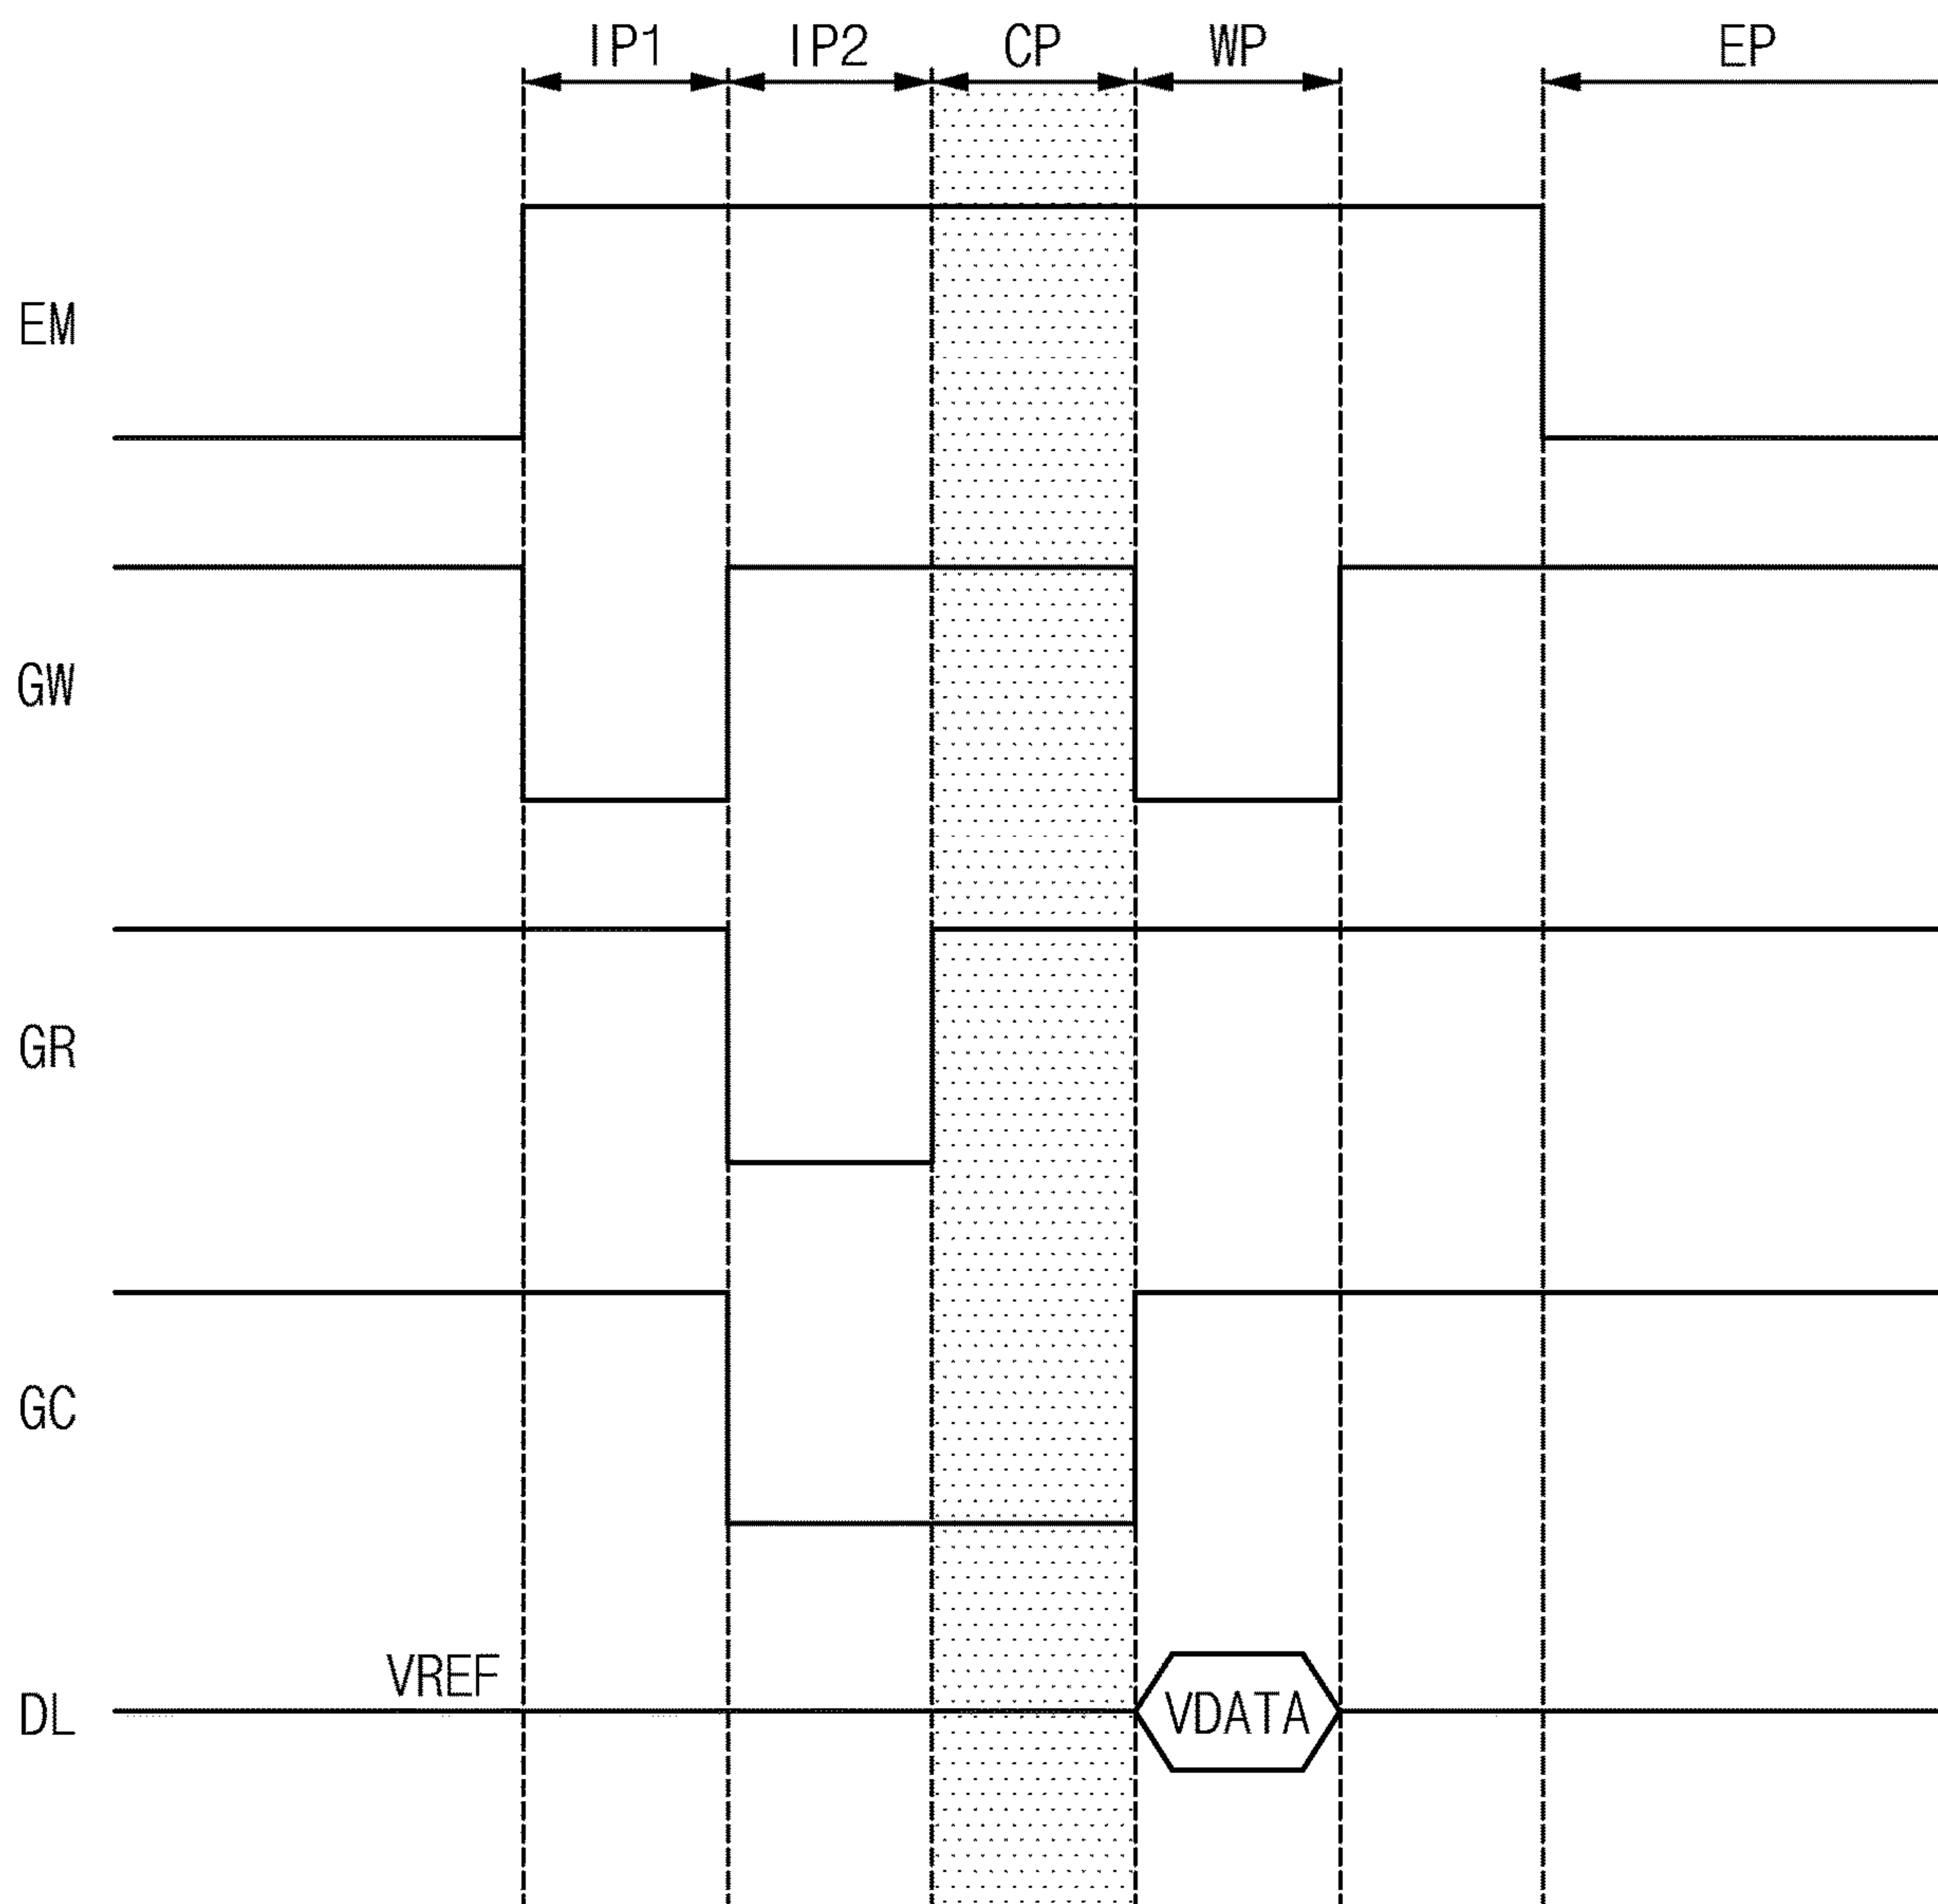 IP1 IP2 CP WP EP
EM
GW
GR
GC
VREF
DL VDATA